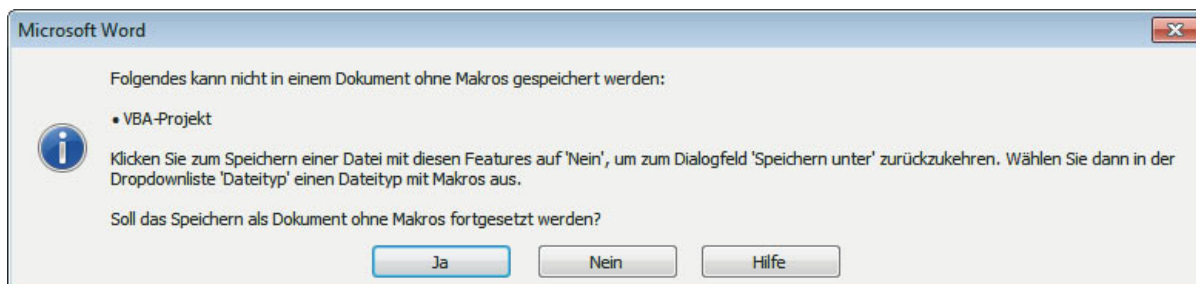 Microsoft Word
Folgendes kann nicht in einem Dokument ohne Makros gespeichert werden:
• VBA-Projekt
Klicken Sie zum Speichern einer Datei mit diesen Features auf 'Nein', um zum Dialogfeld 'Speichern unter' zurückzukehren. Wählen Sie dann in der
Dropdownliste 'Dateityp' einen Dateityp mit Makros aus.
Soll das Speichern als Dokument ohne Makros fortgesetzt werden?
Ja
Nein
Hilfe